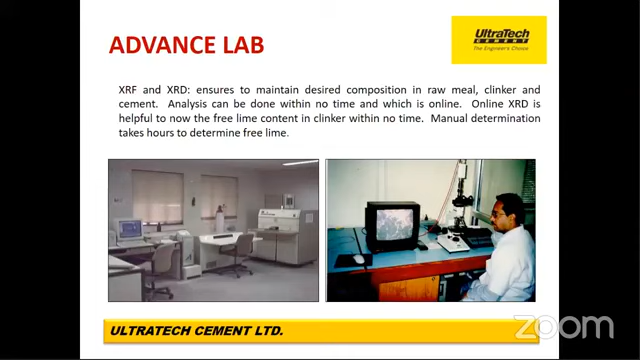 ADVANCE LAB
UltraTech
CEMENT
The Engineer's Choice
XRF and XRD: ensures to maintain desired composition in raw meal, clinker and
cement. Analysis can be done within no time and which is online. Online XRD is
helpful to now the free lime content in clinker within no time. Manual determination
takes hours to determine free lime.
ULTRATECH CEMENT LTD.
zoom